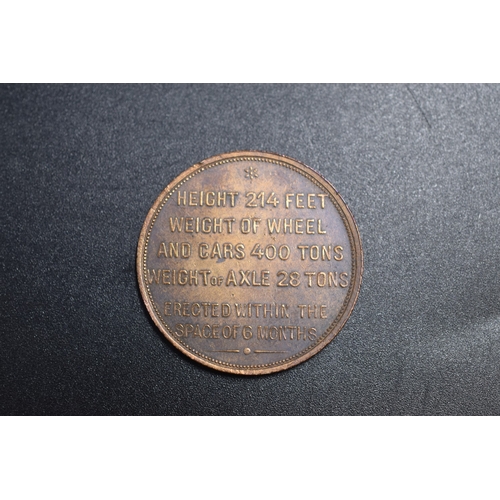 HEIGHT 214 FEET
WEIGHT OF WHEEL
AND CARS 400 TONS
WEIGHT OF AXLE 28 TONS
ERECTED WITHIN THE
SPACE OF 6 MONTHS